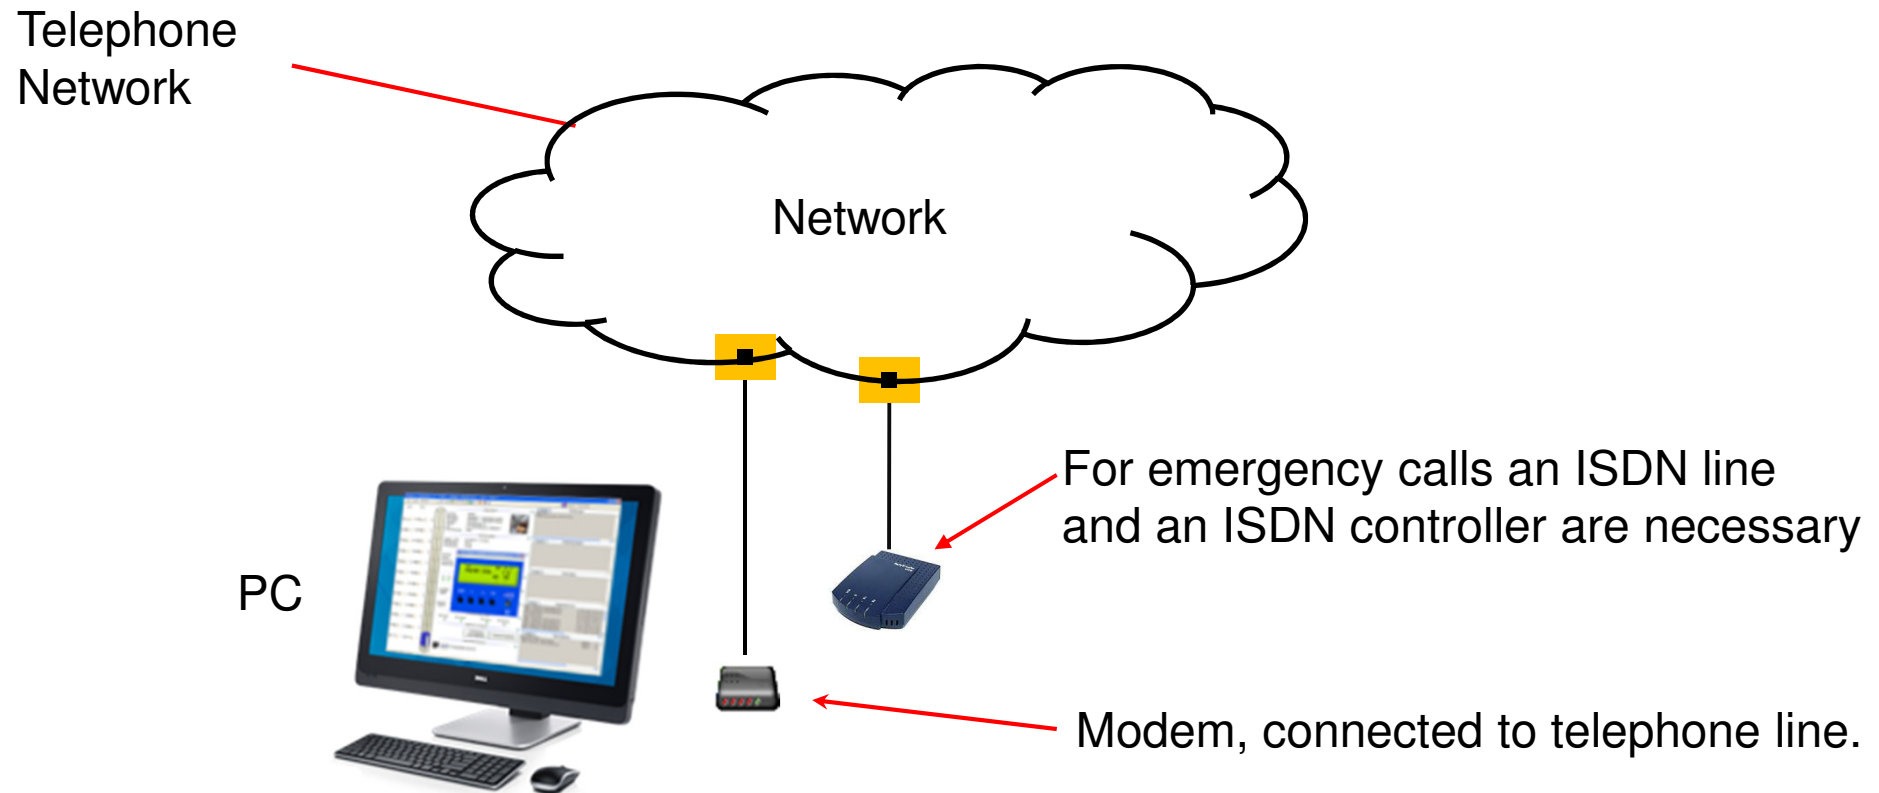 Telephone
Network
Network
For emergency calls an ISDN line
and an ISDN controller are necessary
PC
Modem, connected to telephone line.